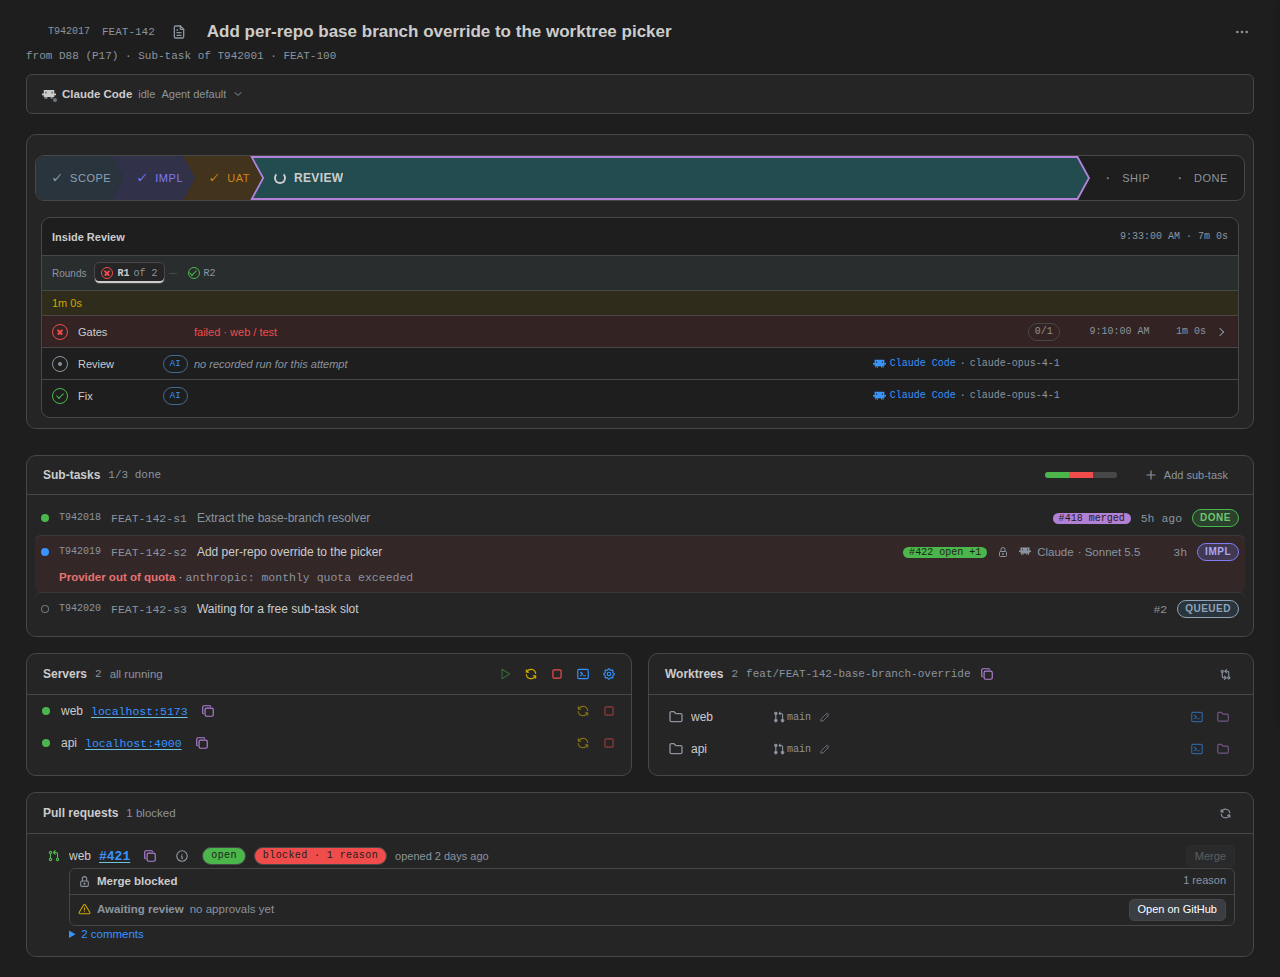 T942017 FEAT-142 Add per-repo base branch override to the worktree picker
from D88 (P17) · Sub-task of T942001 · FEAT-100
Claude Code idle Agent default
SCOPE IMPL UAT REVIEW · SHIP · DONE
Inside Review 9:33:00 AM · 7m 0s
Rounds R1 of 2 — R2
1m 0s
Gates failed · web / test 0/1 9:10:00 AM 1m 0s
Review AI no recorded run for this attempt Claude Code · claude-opus-4-1
Fix AI Claude Code · claude-opus-4-1
Sub-tasks 1/3 done Add sub-task
T942018 FEAT-142-s1 Extract the base-branch resolver #418 merged 5h ago DONE
T942019 FEAT-142-s2 Add per-repo override to the picker #422 open +1 Claude · Sonnet 5.5 3h IMPL
Provider out of quota · anthropic: monthly quota exceeded
T942020 FEAT-142-s3 Waiting for a free sub-task slot #2 QUEUED
Servers 2 all running
web localhost:5173
api localhost:4000
Worktrees 2 feat/FEAT-142-base-branch-override
web main
api main
Pull requests 1 blocked
web #421 open blocked · 1 reason opened 2 days ago Merge
Merge blocked 1 reason
Awaiting review no approvals yet Open on GitHub
2 comments